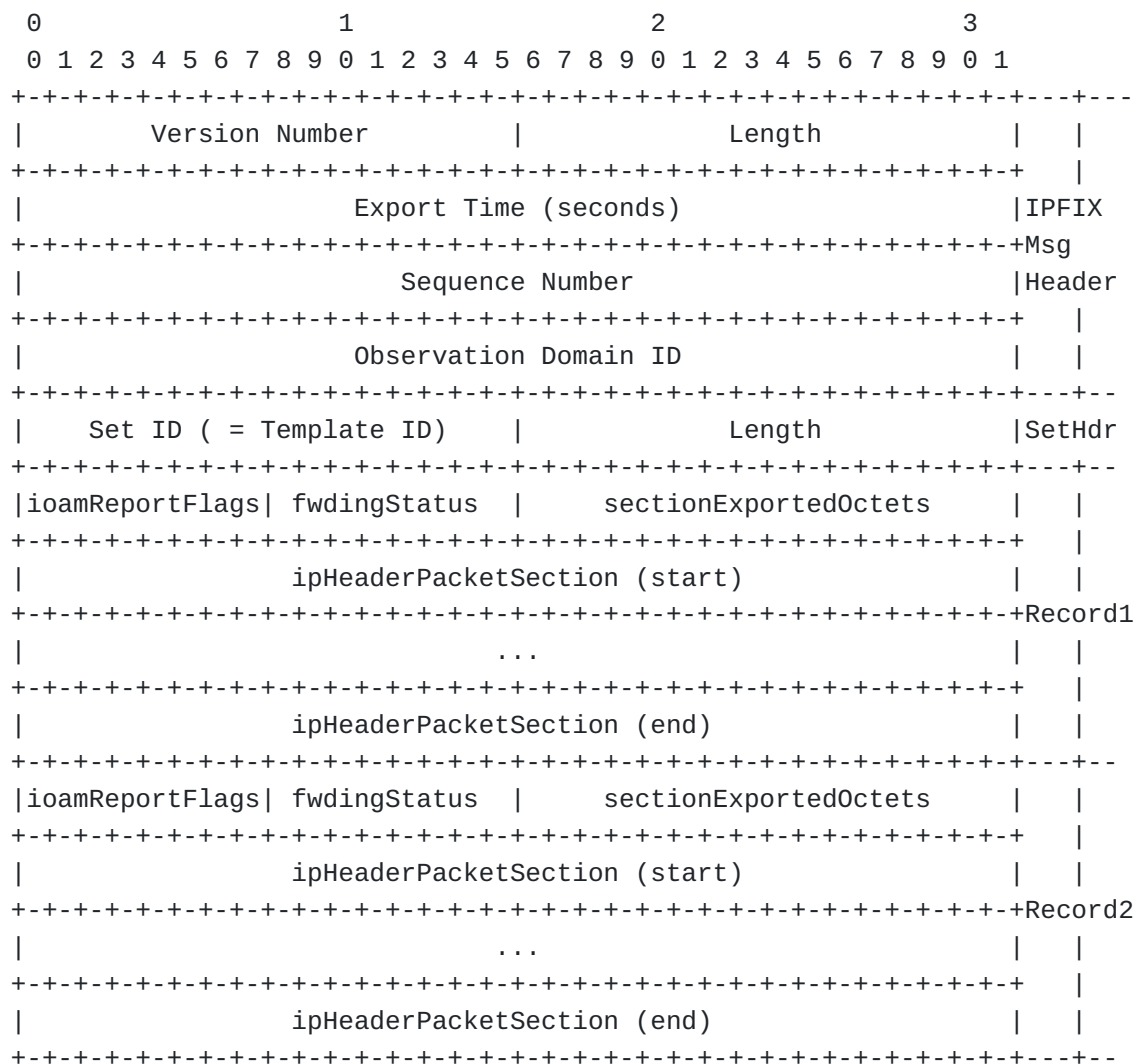 0                   1                   2                   3
 0 1 2 3 4 5 6 7 8 9 0 1 2 3 4 5 6 7 8 9 0 1 2 3 4 5 6 7 8 9 0 1
+-+-+-+-+-+-+-+-+-+-+-+-+-+-+-+-+-+-+-+-+-+-+-+-+-+-+-+-+-+-+-+-+---+---
|        Version Number         |             Length            |   |
+-+-+-+-+-+-+-+-+-+-+-+-+-+-+-+-+-+-+-+-+-+-+-+-+-+-+-+-+-+-+-+-+   |
|                     Export Time (seconds)                     |IPFIX
+-+-+-+-+-+-+-+-+-+-+-+-+-+-+-+-+-+-+-+-+-+-+-+-+-+-+-+-+-+-+-+-+Msg
|                        Sequence Number                        |Header
+-+-+-+-+-+-+-+-+-+-+-+-+-+-+-+-+-+-+-+-+-+-+-+-+-+-+-+-+-+-+-+-+   |
|                     Observation Domain ID                     |   |
+-+-+-+-+-+-+-+-+-+-+-+-+-+-+-+-+-+-+-+-+-+-+-+-+-+-+-+-+-+-+-+-+---+--
|    Set ID ( = Template ID)    |             Length            |SetHdr
+-+-+-+-+-+-+-+-+-+-+-+-+-+-+-+-+-+-+-+-+-+-+-+-+-+-+-+-+-+-+-+-+---+--
|ioamReportFlags| fwdingStatus  |     sectionExportedOctets     |   |
+-+-+-+-+-+-+-+-+-+-+-+-+-+-+-+-+-+-+-+-+-+-+-+-+-+-+-+-+-+-+-+-+   |
|                 ipHeaderPacketSection (start)                 |   |
+-+-+-+-+-+-+-+-+-+-+-+-+-+-+-+-+-+-+-+-+-+-+-+-+-+-+-+-+-+-+-+-+Record1
|                              ...                              |   |
+-+-+-+-+-+-+-+-+-+-+-+-+-+-+-+-+-+-+-+-+-+-+-+-+-+-+-+-+-+-+-+-+   |
|                 ipHeaderPacketSection (end)                   |   |
+-+-+-+-+-+-+-+-+-+-+-+-+-+-+-+-+-+-+-+-+-+-+-+-+-+-+-+-+-+-+-+-+---+--
|ioamReportFlags| fwdingStatus  |     sectionExportedOctets     |   |
+-+-+-+-+-+-+-+-+-+-+-+-+-+-+-+-+-+-+-+-+-+-+-+-+-+-+-+-+-+-+-+-+   |
|                 ipHeaderPacketSection (start)                 |   |
+-+-+-+-+-+-+-+-+-+-+-+-+-+-+-+-+-+-+-+-+-+-+-+-+-+-+-+-+-+-+-+-+Record2
|                              ...                              |   |
+-+-+-+-+-+-+-+-+-+-+-+-+-+-+-+-+-+-+-+-+-+-+-+-+-+-+-+-+-+-+-+-+   |
|                 ipHeaderPacketSection (end)                   |   |
+-+-+-+-+-+-+-+-+-+-+-+-+-+-+-+-+-+-+-+-+-+-+-+-+-+-+-+-+-+-+-+-+---+--